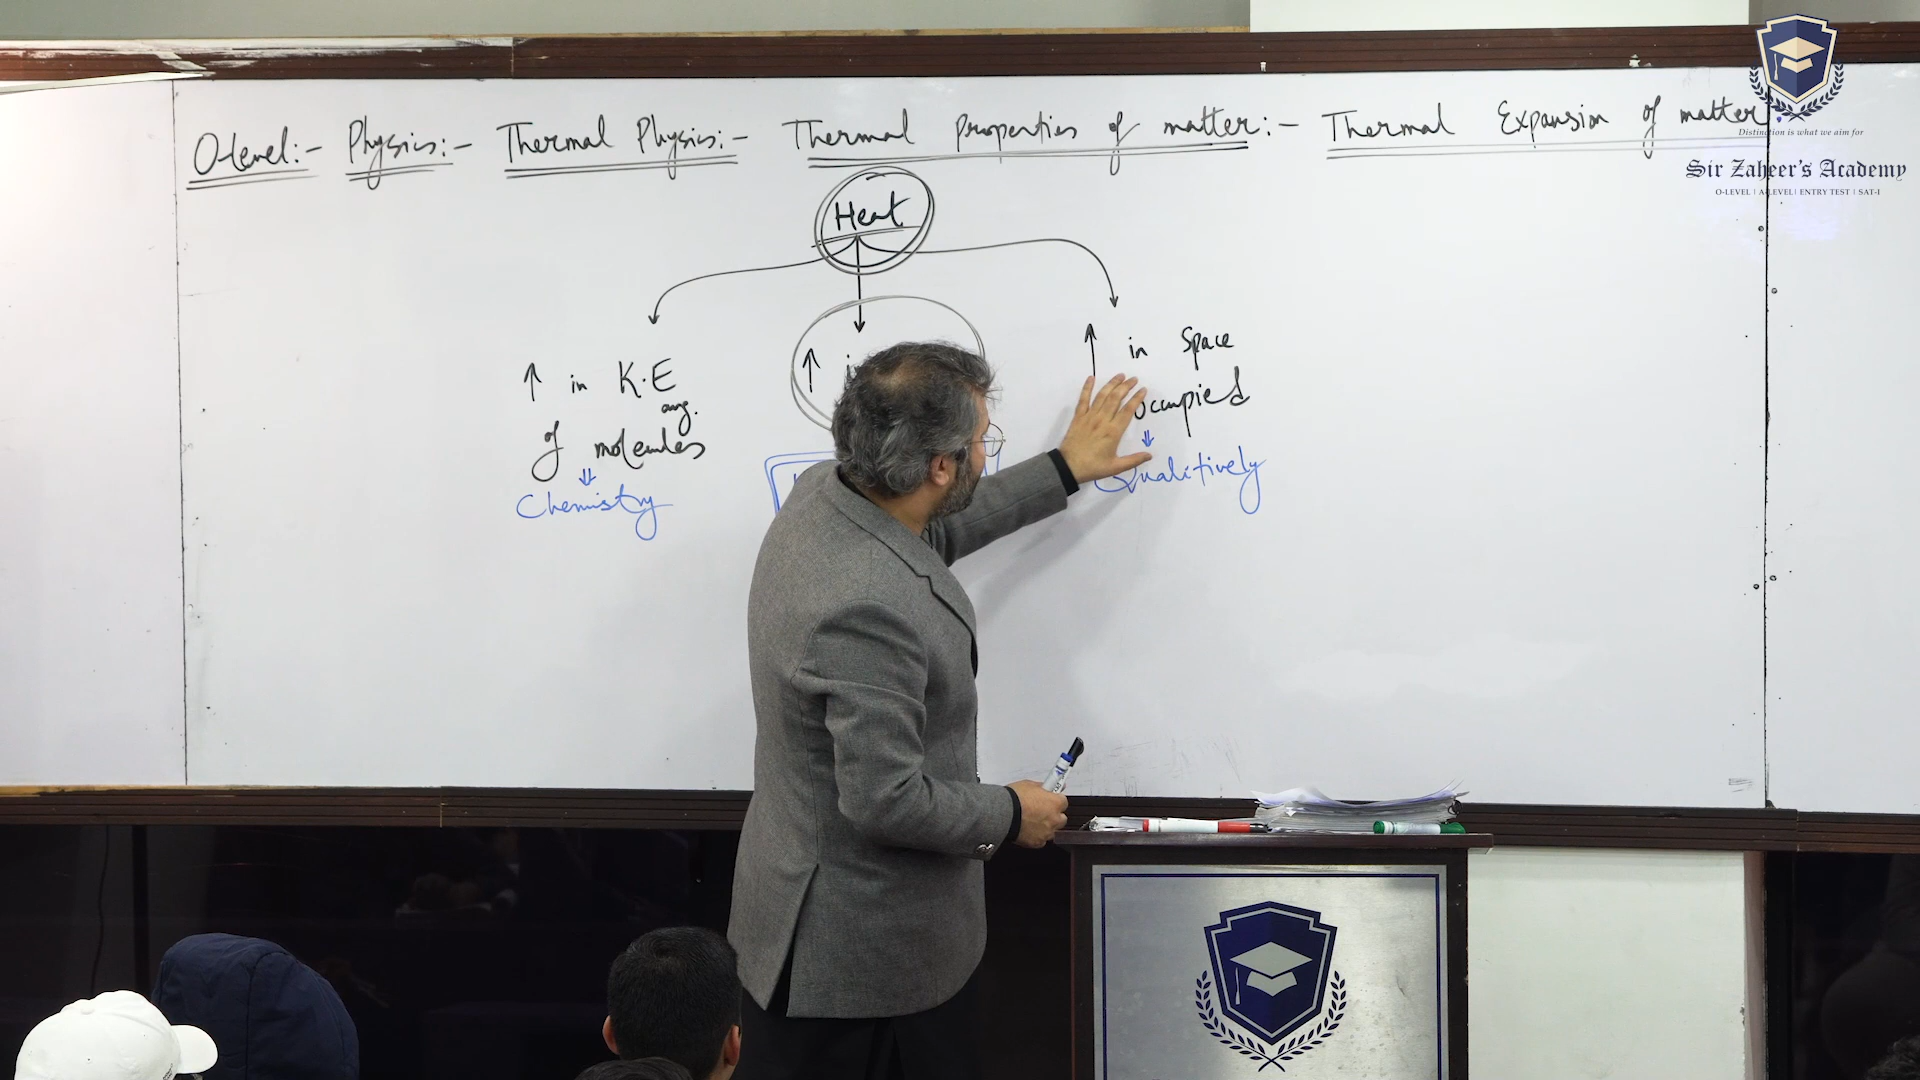 O-level:- Physics:- Thermal Physics:- Thermal Properties of matter:- Thermal Expansion of matter:
Distinction is what we aim for
Sir Zaheer's Academy
O-LEVEL | A-LEVEL | ENTRY TEST | SAT-I
Heat
↑ in K.E avg.
of molecules
⇓
Chemistry
↑
↑ in Space
occupied
⇓
Qualitively